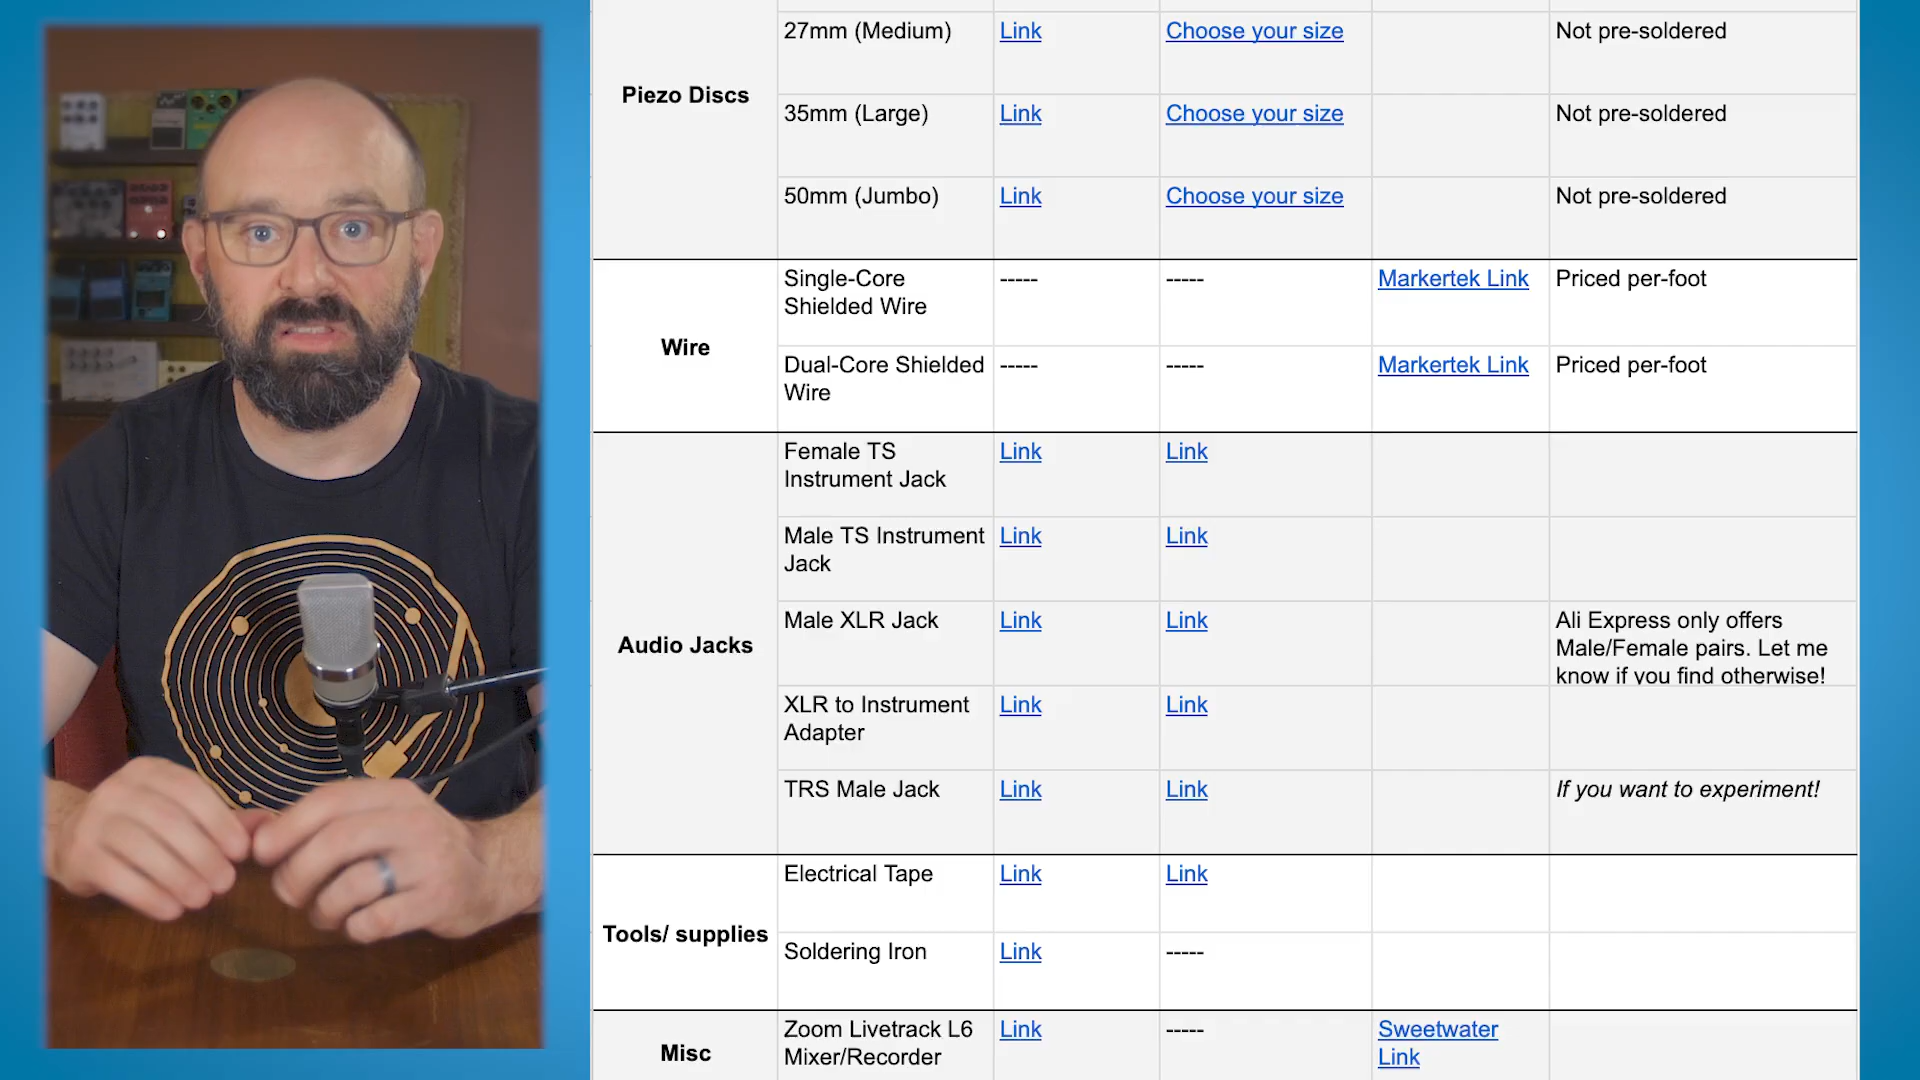 27mm (Medium) Link Choose your size Not pre-soldered
Piezo Discs
35mm (Large) Link Choose your size Not pre-soldered
50mm (Jumbo) Link Choose your size Not pre-soldered
Single-Core Shielded Wire ----- ----- Markertek Link Priced per-foot
Wire
Dual-Core Shielded Wire ----- ----- Markertek Link Priced per-foot
Female TS Instrument Jack Link Link
Male TS Instrument Jack Link Link
Audio Jacks
Male XLR Jack Link Link Ali Express only offers Male/Female pairs. Let me know if you find otherwise!
XLR to Instrument Adapter Link Link
TRS Male Jack Link Link If you want to experiment!
Electrical Tape Link Link
Tools/ supplies
Soldering Iron Link -----
Misc
Zoom Livetrack L6 Mixer/Recorder Link ----- Sweetwater Link